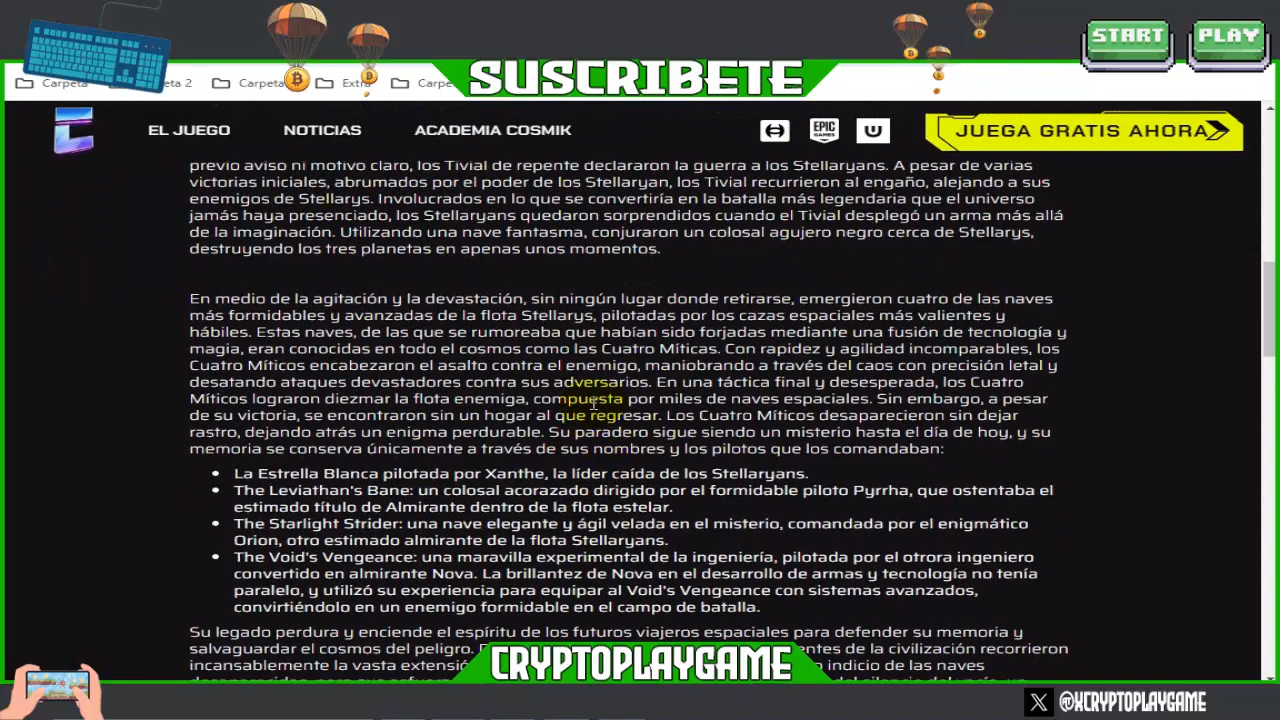 START PLAY
SUSCRIBETE
Carpeta eta 2 Carpeta Extra Carpe
EL JUEGO NOTICIAS ACADEMIA COSMIK EPIC GAMES JUEGA GRATIS AHORA
previo aviso ni motivo claro, los Tivial de repente declararon la guerra a los Stellaryans. A pesar de varias
victorias iniciales, abrumados por el poder de los Stellaryan, los Tivial recurrieron al engaño, alejando a sus
enemigos de Stellarys. Involucrados en lo que se convertiría en la batalla más legendaria que el universo
jamás haya presenciado, los Stellaryans quedaron sorprendidos cuando el Tivial desplegó un arma más allá
de la imaginación. Utilizando una nave fantasma, conjuraron un colosal agujero negro cerca de Stellarys,
destruyendo los tres planetas en apenas unos momentos.
En medio de la agitación y la devastación, sin ningún lugar donde retirarse, emergieron cuatro de las naves
más formidables y avanzadas de la flota Stellarys, pilotadas por los cazas espaciales más valientes y
hábiles. Estas naves, de las que se rumoreaba que habían sido forjadas mediante una fusión de tecnología y
magia, eran conocidas en todo el cosmos como las Cuatro Míticas. Con rapidez y agilidad incomparables, los
Cuatro Míticos encabezaron el asalto contra el enemigo, maniobrando a través del caos con precisión letal y
desatando ataques devastadores contra sus adversarios. En una táctica final y desesperada, los Cuatro
Míticos lograron diezmar la flota enemiga, compuesta por miles de naves espaciales. Sin embargo, a pesar
de su victoria, se encontraron sin un hogar al que regresar. Los Cuatro Míticos desaparecieron sin dejar
rastro, dejando atrás un enigma perdurable. Su paradero sigue siendo un misterio hasta el día de hoy, y su
memoria se conserva únicamente a través de sus nombres y los pilotos que los comandaban:
• La Estrella Blanca pilotada por Xanthe, la líder caída de los Stellaryans.
• The Leviathan's Bane: un colosal acorazado dirigido por el formidable piloto Pyrrha, que ostentaba el
estimado título de Almirante dentro de la flota estelar.
• The Starlight Strider: una nave elegante y ágil velada en el misterio, comandada por el enigmático
Orion, otro estimado almirante de la flota Stellaryans.
• The Void's Vengeance: una maravilla experimental de la ingeniería, pilotada por el otrora ingeniero
convertido en almirante Nova. La brillantez de Nova en el desarrollo de armas y tecnología no tenía
paralelo, y utilizó su experiencia para equipar al Void's Vengeance con sistemas avanzados,
convirtiéndolo en un enemigo formidable en el campo de batalla.
Su legado perdura y enciende el espíritu de los futuros viajeros espaciales para defender su memoria y
salvaguardar el cosmos del peligro. entes de la civilización recorrieron
incansablemente la vasta extensió indicio de las naves
CRYPTOPLAYGAME
@XCRYPTOPLAYGAME